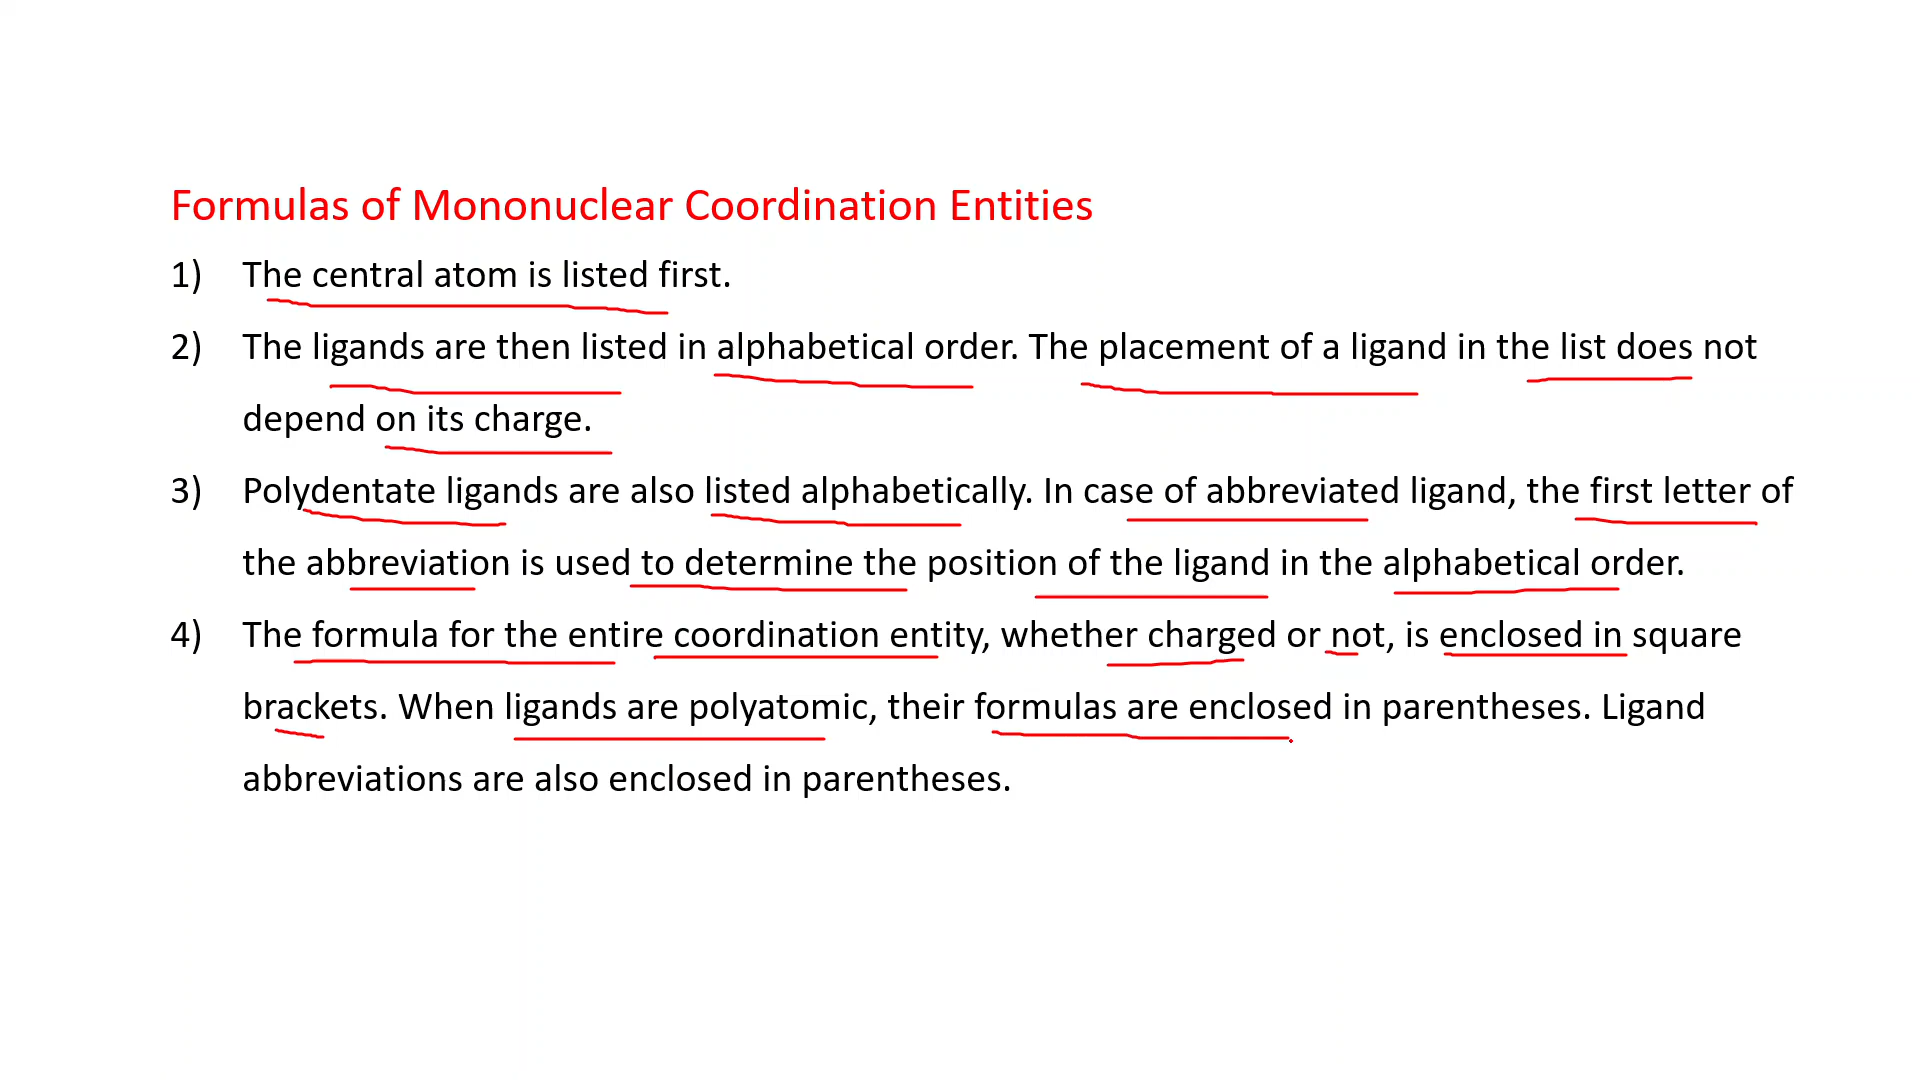 Formulas of Mononuclear Coordination Entities
1) The central atom is listed first.
2) The ligands are then listed in alphabetical order. The placement of a ligand in the list does not
depend on its charge.
3) Polydentate ligands are also listed alphabetically. In case of abbreviated ligand, the first letter of
the abbreviation is used to determine the position of the ligand in the alphabetical order.
4) The formula for the entire coordination entity, whether charged or not, is enclosed in square
brackets. When ligands are polyatomic, their formulas are enclosed in parentheses. Ligand
abbreviations are also enclosed in parentheses.